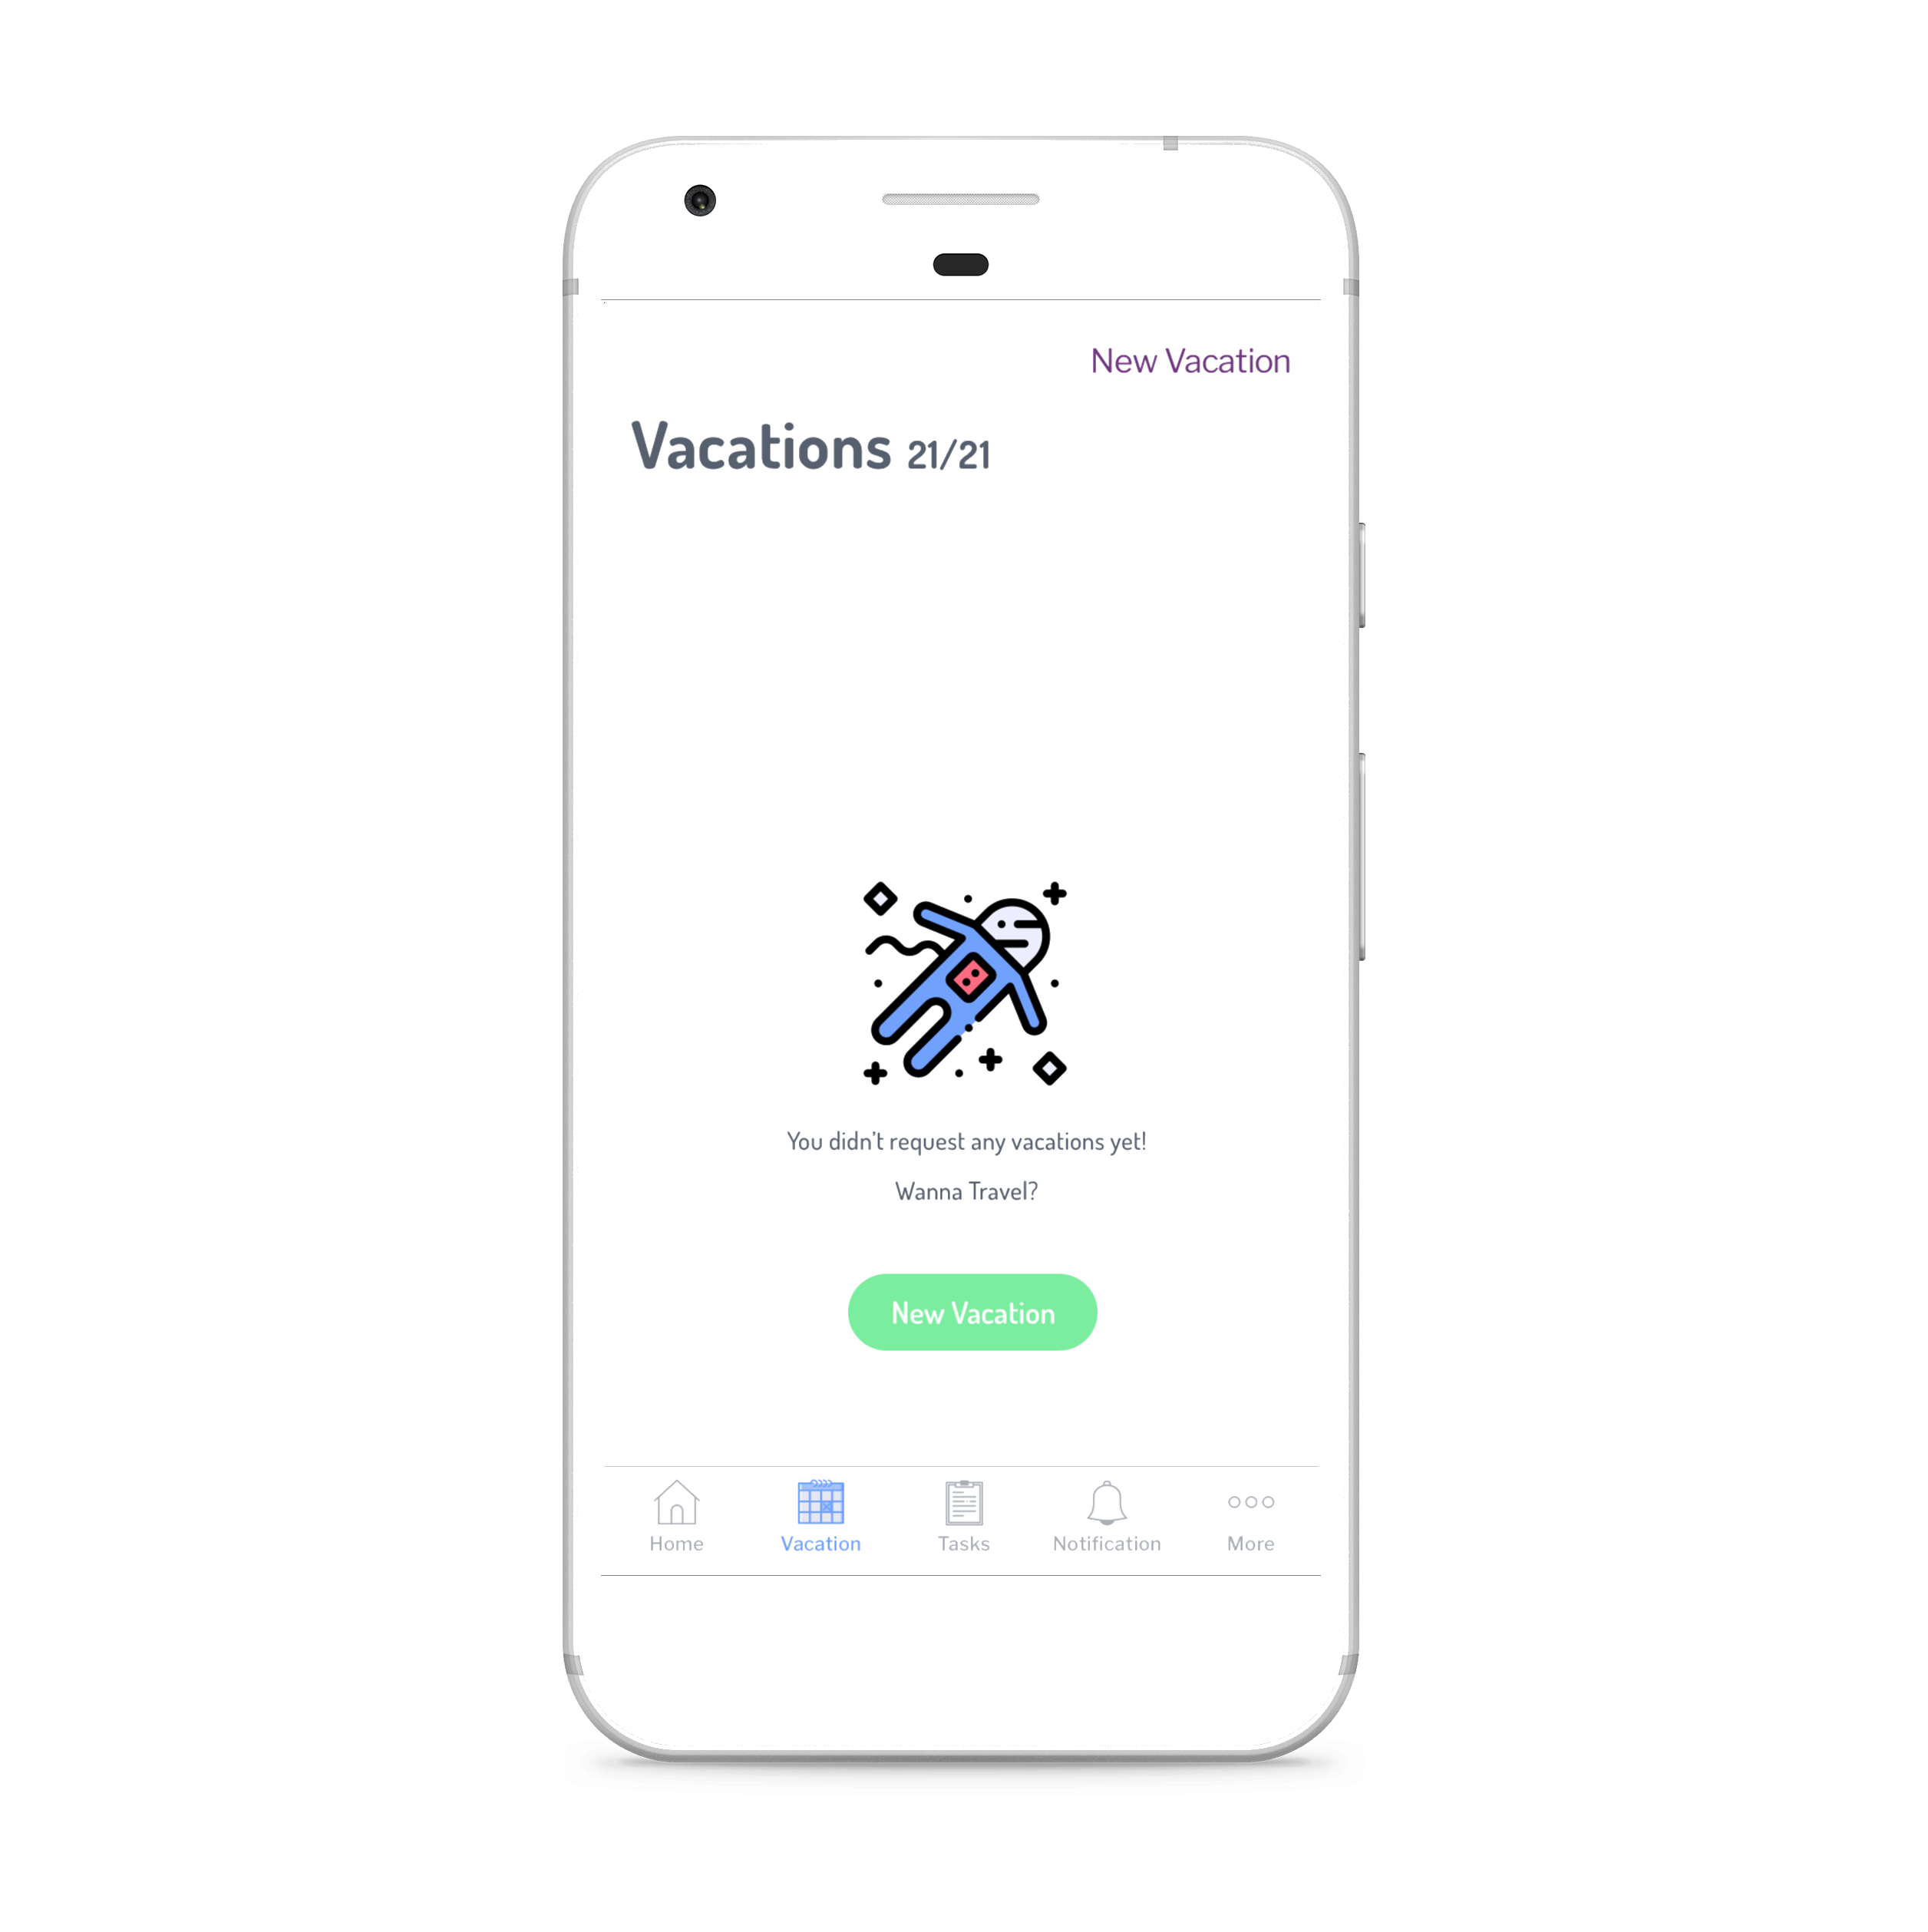 New Vacation
Vacations 21/21
You didn't request any vacations yet!
Wanna Travel?
New Vacation
Home Vacation Tasks Notification More